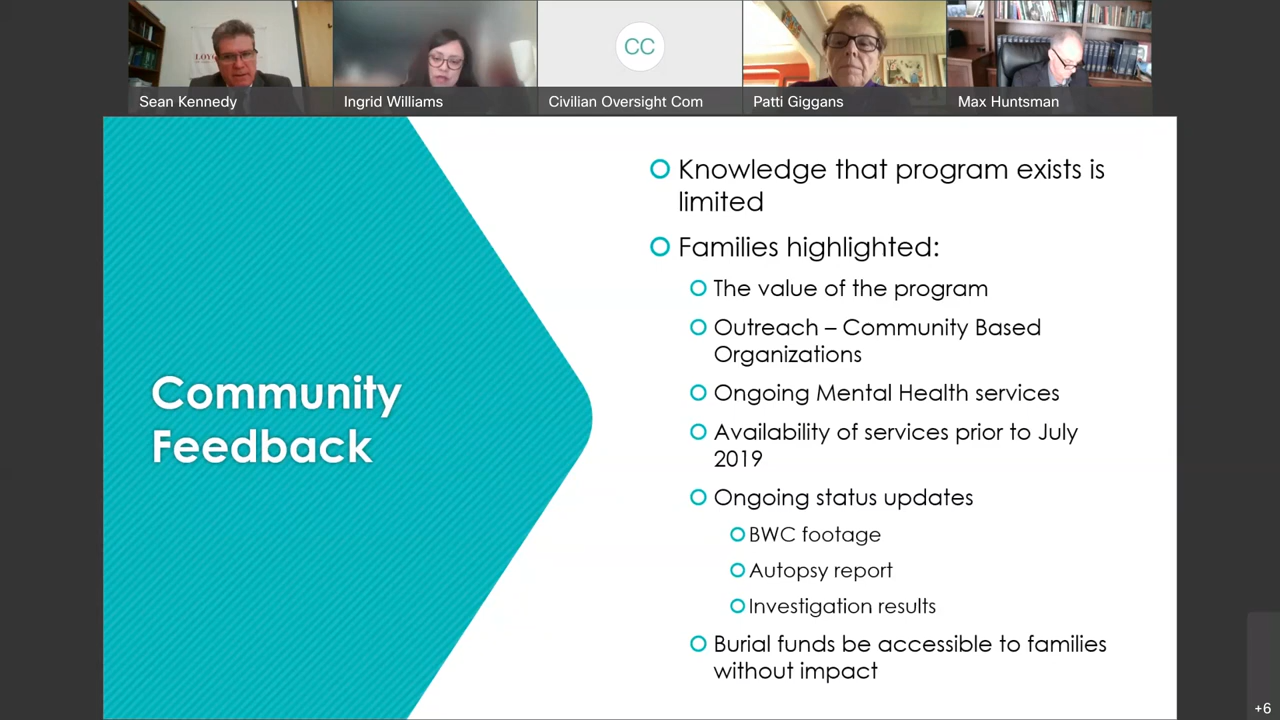 LOYO
CC
Sean Kennedy
Ingrid Williams
Civilian Oversight Com
Patti Giggans
Max Huntsman
Community
Feedback
Knowledge that program exists is
limited
Families highlighted:
The value of the program
Outreach – Community Based
Organizations
Ongoing Mental Health services
Availability of services prior to July
2019
Ongoing status updates
BWC footage
Autopsy report
Investigation results
Burial funds be accessible to families
without impact
+6